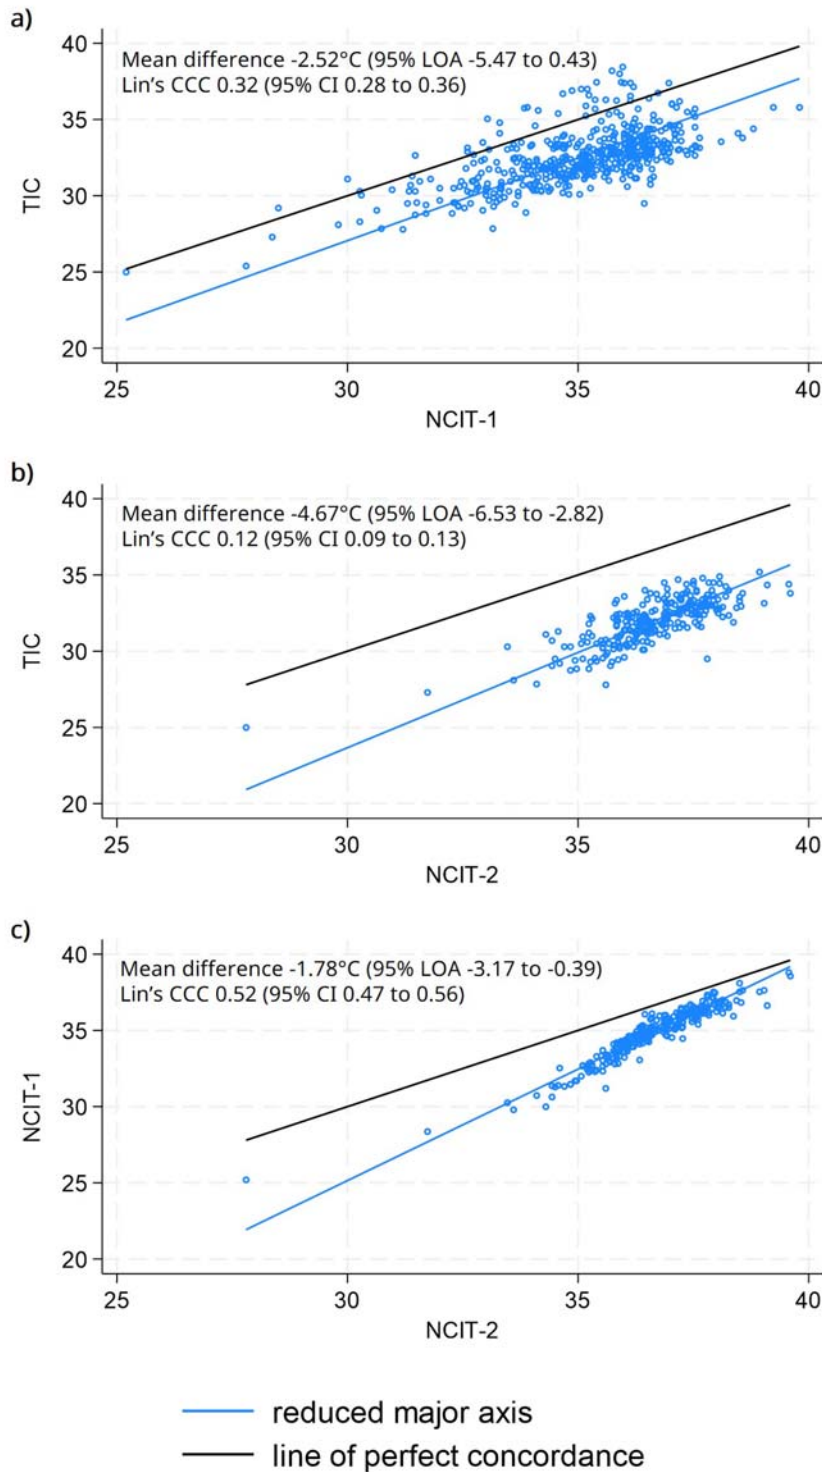 a)
Mean difference -2.52°C (95% LOA -5.47 to 0.43)
Lin's CCC 0.32 (95% CI 0.28 to 0.36)
40
35
30
25
20
TIC
25 30 35 40
NCIT-1
b)
Mean difference -4.67°C (95% LOA -6.53 to -2.82)
Lin's CCC 0.12 (95% CI 0.09 to 0.13)
40
35
30
25
20
TIC
25 30 35 40
NCIT-2
c)
Mean difference -1.78°C (95% LOA -3.17 to -0.39)
Lin's CCC 0.52 (95% CI 0.47 to 0.56)
40
35
30
25
20
NCIT-1
25 30 35 40
NCIT-2
reduced major axis
line of perfect concordance